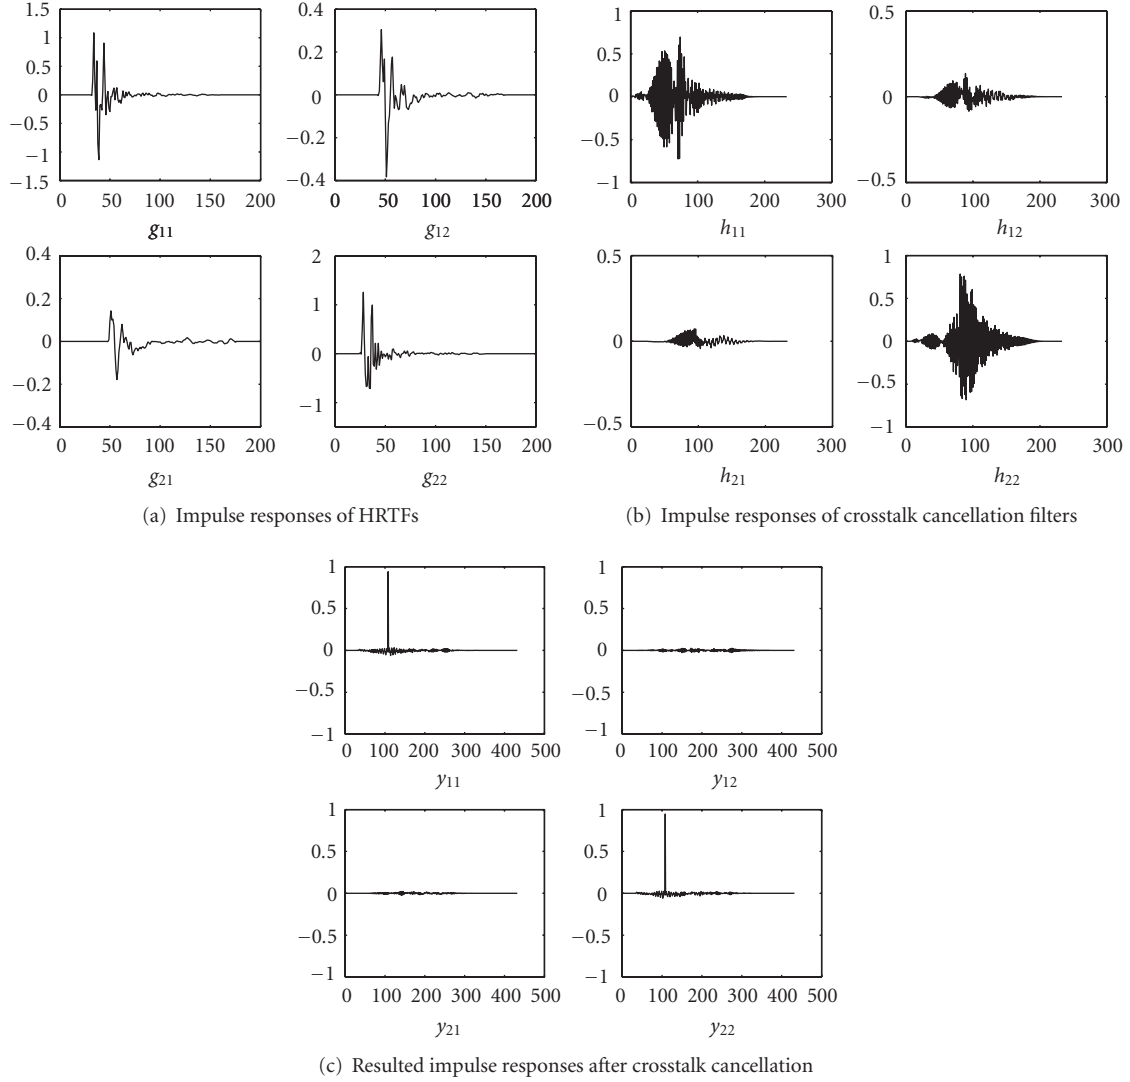 1.5
1
0.5
0
−0.5
−1
−1.5
0 50 100 150 200
g11
0.4
0.2
0
−0.2
0.4
0 50 100 150 200
g12
1
0.5
0
−0.5
−1
0 100 200 300
h11
0.5
0
−0.5
0 100 200 300
h12
0.4
0.2
0
−0.2
−0.4
0 50 100 150 200
g21
2
1
0
−1
0 50 100 150 200
g22
0.5
0
−0.5
0 100 200 300
h21
1
0.5
0
−0.5
−1
0 100 200 300
h22
(a) Impulse responses of HRTFs
(b) Impulse responses of crosstalk cancellation filters
1
0.5
0
−0.5
−1
0 100 200 300 400 500
y11
1
0.5
0
−0.5
−1
0 100 200 300 400 500
y12
1
0.5
0
−0.5
−1
0 100 200 300 400 500
y21
1
0.5
0
−0.5
−1
0 100 200 300 400 500
y22
(c) Resulted impulse responses after crosstalk cancellation